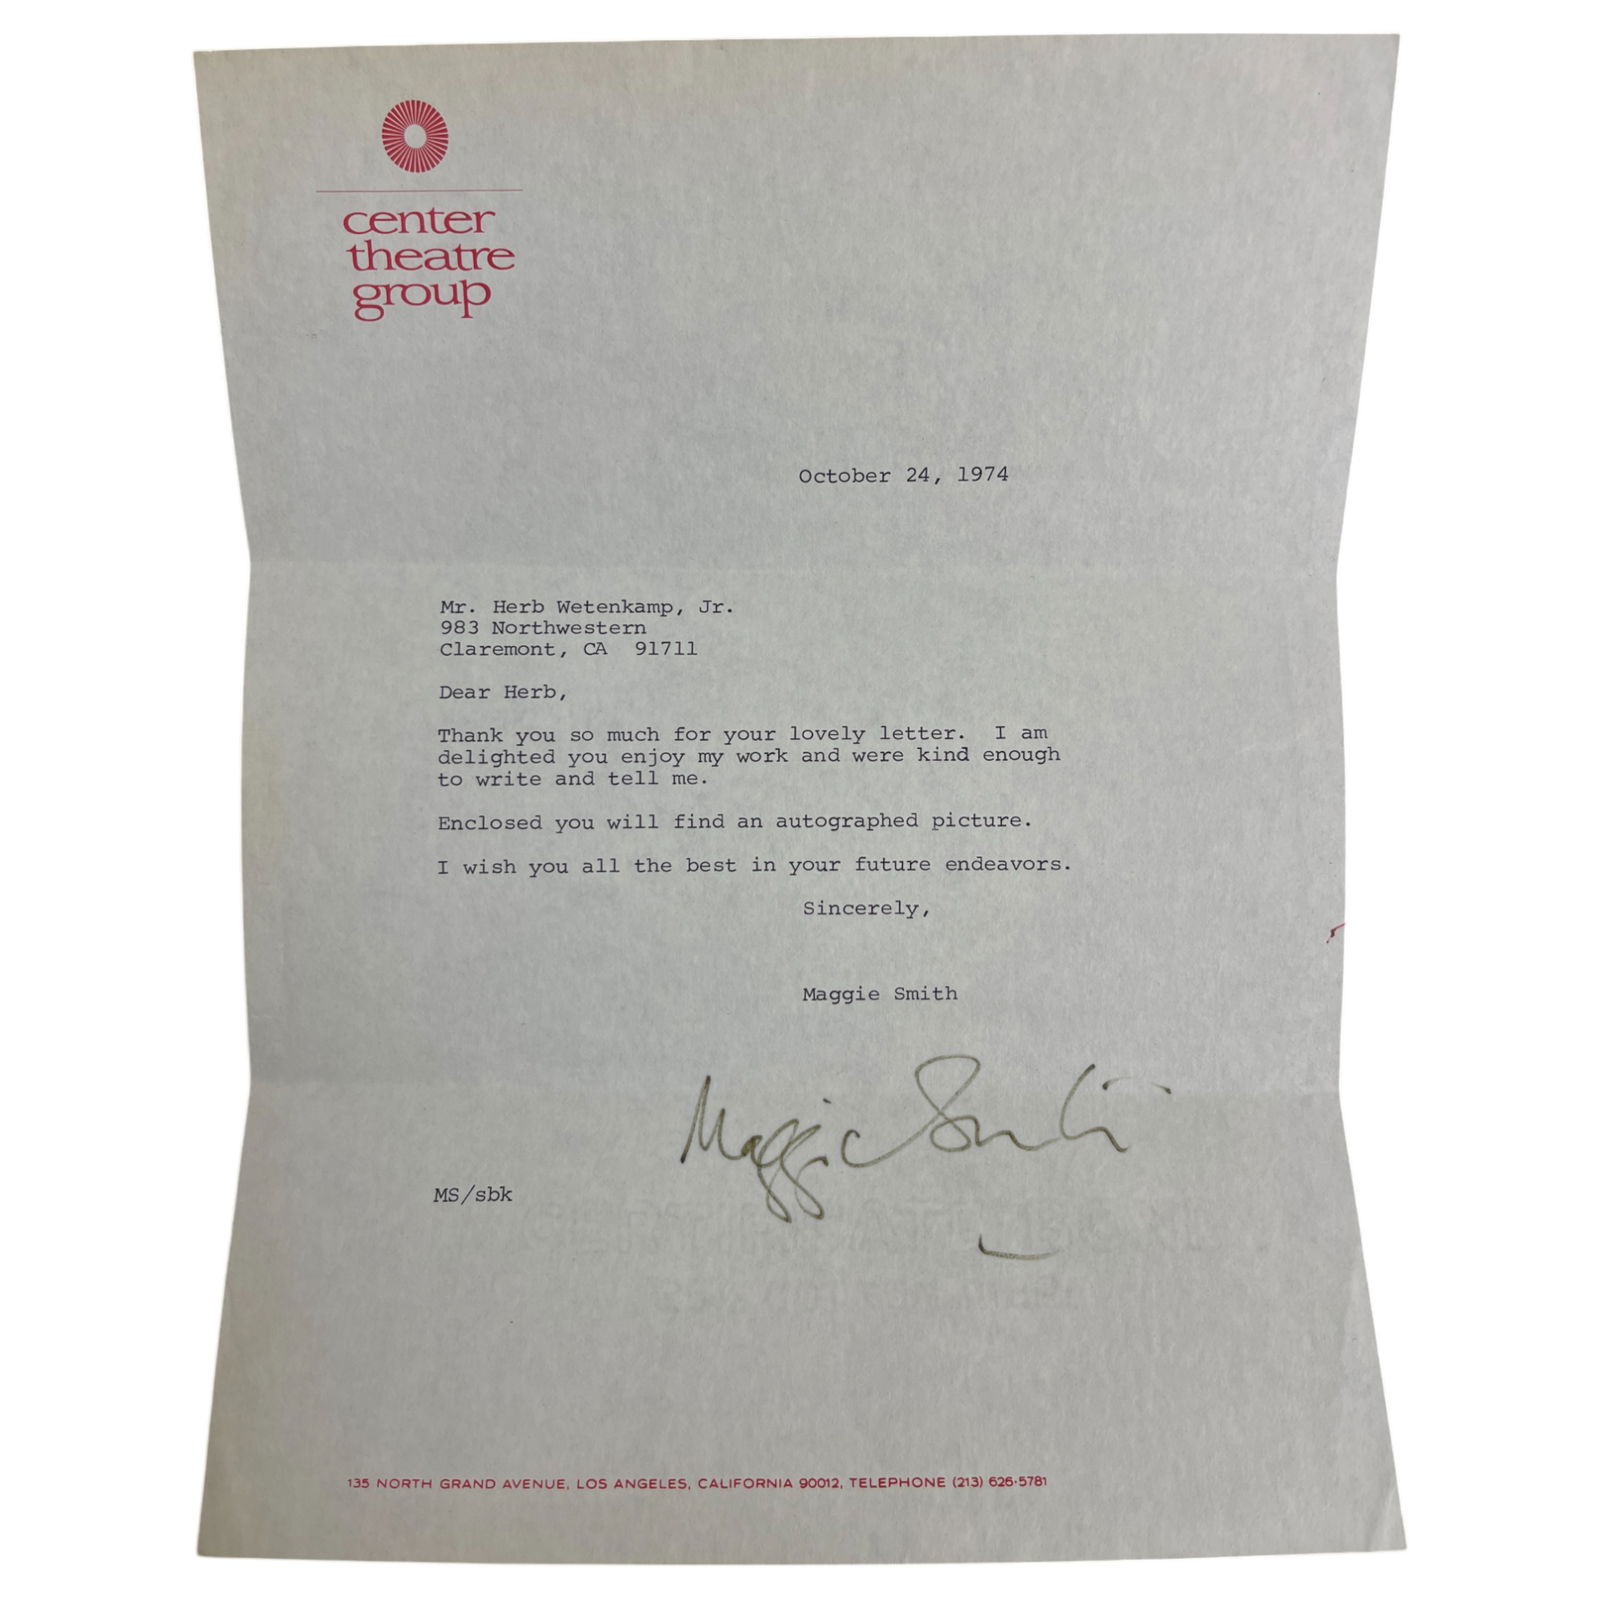 center
theatre
group
October 24, 1974
Mr. Herb Wetenkamp, Jr.
983 Northwestern
Claremont, CA 91711
Dear Herb,
Thank you so much for your lovely letter. I am
delighted you enjoy my work and were kind enough
to write and tell me.
Enclosed you will find an autographed picture.
I wish you all the best in your future endeavors.
Sincerely,
Maggie Smith
Maggie Smith
MS/sbk
135 NORTH GRAND AVENUE, LOS ANGELES, CALIFORNIA 90012, TELEPHONE (213) 626-5781